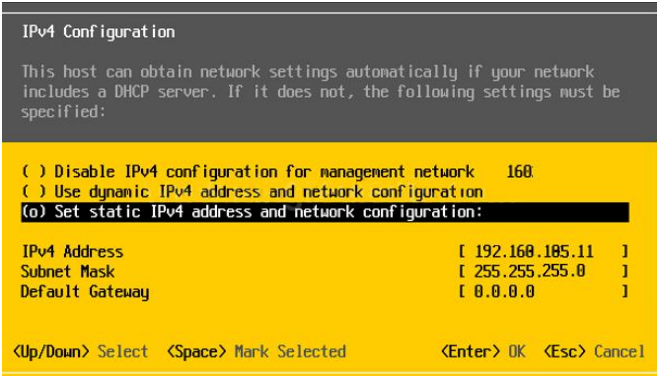 IPv4 Configuration
This host can obtain network settings automatically if your network
includes a DHCP server. If it does not, the following settings must be
specified:
( ) Disable IPv4 configuration for management network 160
( ) Use dynamic IPv4 address and network configuration
(o) Set static IPv4 address and network configuration:
IPv4 Address [ 192.160.105.11 ]
Subnet Mask [ 255.255.255.0 ]
Default Gateway [ 0.0.0.0 ]
<Up/Down> Select <Space> Mark Selected <Enter> OK <Esc> Cancel